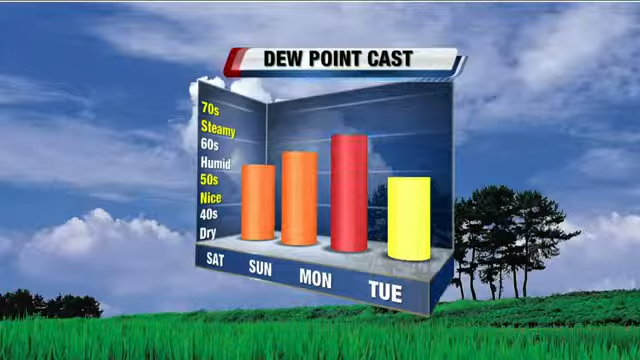 DEW POINT CAST
70s
Steamy
60s
Humid
50s
Nice
40s
Dry
SAT
SUN
MON
TUE